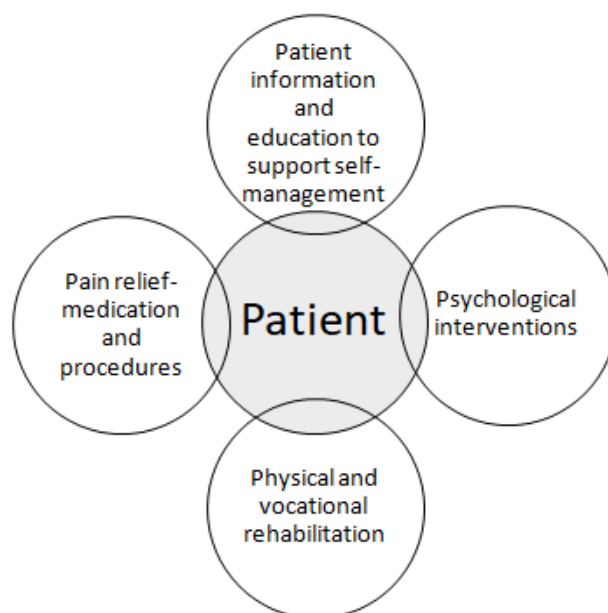 Patient
information
and
education to
support self-
management
Pain relief-
medication
and
procedures
Patient
Psychological
interventions
Physical and
vocational
rehabilitation